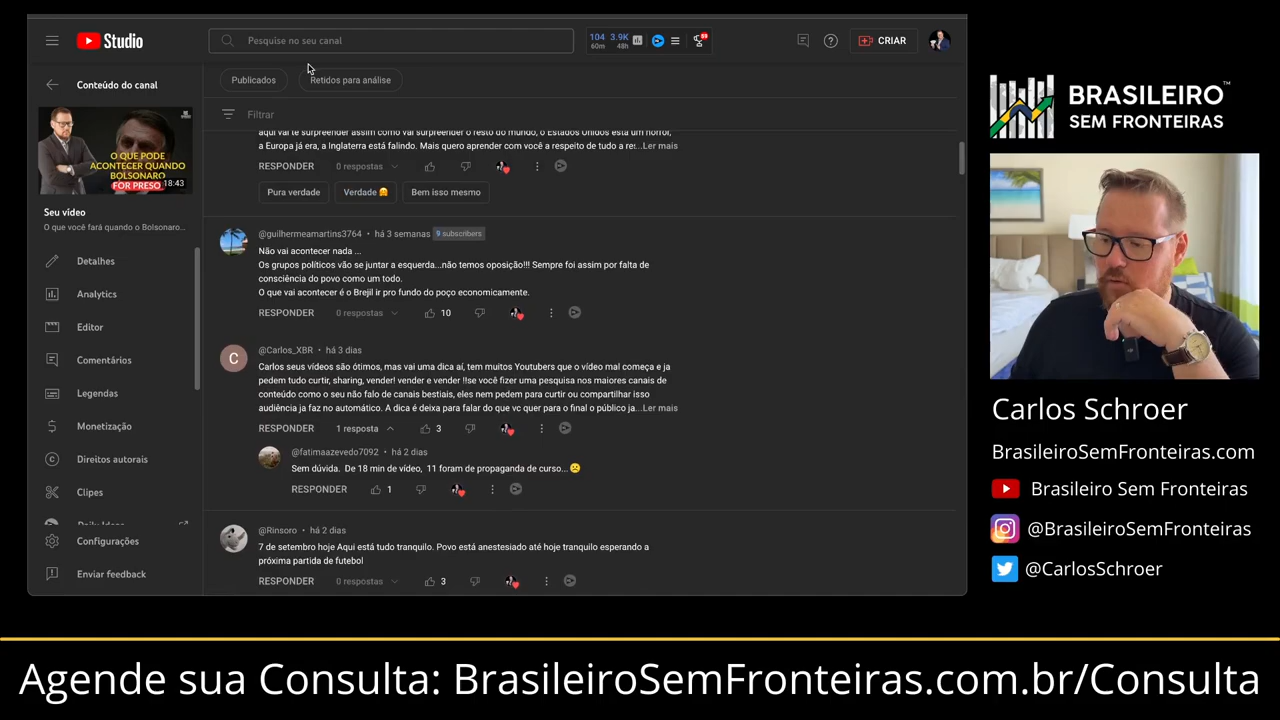 Studio
Pesquise no seu canal
104 3.9K
60m 48h
CRIAR
Conteúdo do canal
Publicados
Retidos para análise
Filtrar
O QUE PODE
ACONTECER QUANDO
BOLSONARO
FOR PRESO
18:43
Seu vídeo
O que você fará quando o Bolsonaro...
Detalhes
Analytics
Editor
Comentários
Legendas
Monetização
Direitos autorais
Clipes
Daily Ideas
Configurações
Enviar feedback
aqui vai te surpreender assim como vai surpreender o resto do mundo, o Estados Unidos está um horror,
a Europa já era, a Inglaterra está falindo. Mais quero aprender com você a respeito de tudo a re:...Ler mais
RESPONDER 0 respostas
Pura verdade
Verdade 🤗
Bem isso mesmo
@guilhermeamartins3764 • há 3 semanas 9 subscribers
Não vai acontecer nada ...
Os grupos políticos vão se juntar a esquerda...não temos oposição!!! Sempre foi assim por falta de
consciência do povo como um todo.
O que vai acontecer é o Brejil ir pro fundo do poço economicamente.
RESPONDER 0 respostas 10
C
@Carlos_XBR • há 3 dias
Carlos seus vídeos são ótimos, mas vai uma dica aí, tem muitos Youtubers que o vídeo mal começa e ja
pedem tudo curtir, sharing, vender! vender e vender !!se você fizer uma pesquisa nos maiores canais de
conteúdo como o seu não falo de canais bestiais, eles nem pedem para curtir ou compartilhar isso
audiência ja faz no automático. A dica é deixa para falar do que vc quer para o final o público ja...Ler mais
RESPONDER 1 resposta 3
@fatimaazevedo7092 • há 2 dias
Sem dúvida. De 18 min de vídeo, 11 foram de propaganda de curso... ☹️
RESPONDER 1
@Rinsoro • há 2 dias
7 de setembro hoje Aqui está tudo tranquilo. Povo está anestesiado até hoje tranquilo esperando a
próxima partida de futebol
RESPONDER 0 respostas 3
BRASILEIRO™
SEM FRONTEIRAS
Carlos Schroer
BrasileiroSemFronteiras.com
Brasileiro Sem Fronteiras
@BrasileiroSemFronteiras
@CarlosSchroer
Agende sua Consulta: BrasileiroSemFronteiras.com.br/Consulta